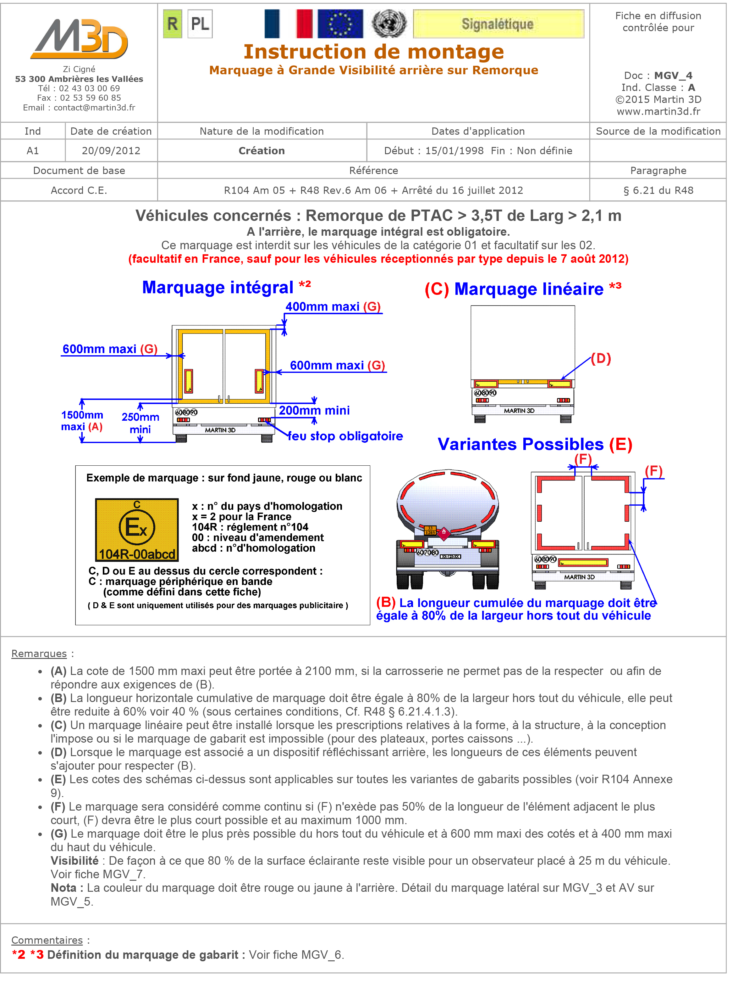 M3D
Zi Cigné
53 300 Ambrières les Vallées
Tél : 02 43 03 00 69
Fax : 02 53 59 60 85
Email : contact@martin3d.fr
R PL
Signalétique
Instruction de montage
Marquage à Grande Visibilité arrière sur Remorque
Fiche en diffusion
contrôlée pour
Doc : MGV_4
Ind. Classe : A
©2015 Martin 3D
www.martin3d.fr
Ind Date de création Nature de la modification Dates d'application Source de la modification
A1 20/09/2012 Création Début : 15/01/1998 Fin : Non définie
Document de base Référence Paragraphe
Accord C.E. R104 Am 05 + R48 Rev.6 Am 06 + Arrêté du 16 juillet 2012 § 6.21 du R48
Véhicules concernés : Remorque de PTAC > 3,5T de Larg > 2,1 m
A l'arrière, le marquage intégral est obligatoire.
Ce marquage est interdit sur les véhicules de la catégorie 01 et facultatif sur les 02.
(facultatif en France, sauf pour les véhicules réceptionnés par type depuis le 7 août 2012)
Marquage intégral *²
400mm maxi (G)
600mm maxi (G)
600mm maxi (G)
1500mm
maxi (A)
250mm
mini
200mm mini
60 80 90
MARTIN 3D
feu stop obligatoire
(C) Marquage linéaire *³
(D)
60 80 90
MARTIN 3D
Variantes Possibles (E)
(F)
(F)
33
1203
60 70 80
XX-123-XX
60 80 90
MARTIN 3D
(B) La longueur cumulée du marquage doit être
égale à 80% de la largeur hors tout du véhicule
Exemple de marquage : sur fond jaune, rouge ou blanc
C
Ex
104R-00abcd
x : n° du pays d'homologation
x = 2 pour la France
104R : réglement n°104
00 : niveau d'amendement
abcd : n°d'homologation
C, D ou E au dessus du cercle correspondent :
C : marquage périphérique en bande
(comme défini dans cette fiche)
( D & E sont uniquement utilisés pour des marquages publicitaire )
Remarques :
• (A) La cote de 1500 mm maxi peut être portée à 2100 mm, si la carrosserie ne permet pas de la respecter ou afin de
répondre aux exigences de (B).
• (B) La longueur horizontale cumulative de marquage doit être égale à 80% de la largeur hors tout du véhicule, elle peut
être reduite à 60% voir 40 % (sous certaines conditions, Cf. R48 § 6.21.4.1.3).
• (C) Un marquage linéaire peut être installé lorsque les prescriptions relatives à la forme, à la structure, à la conception
l'impose ou si le marquage de gabarit est impossible (pour des plateaux, portes caissons ...).
• (D) Lorsque le marquage est associé a un dispositif réfléchissant arrière, les longueurs de ces éléments peuvent
s'ajouter pour respecter (B).
• (E) Les cotes des schémas ci-dessus sont applicables sur toutes les variantes de gabarits possibles (voir R104 Annexe
9).
• (F) Le marquage sera considéré comme continu si (F) n'exède pas 50% de la longueur de l'élément adjacent le plus
court, (F) devra être le plus court possible et au maximum 1000 mm.
• (G) Le marquage doit être le plus près possible du hors tout du véhicule et à 600 mm maxi des cotés et à 400 mm maxi
du haut du véhicule.
Visibilité : De façon à ce que 80 % de la surface éclairante reste visible pour un observateur placé à 25 m du véhicule.
Voir fiche MGV_7.
Nota : La couleur du marquage doit être rouge ou jaune à l'arrière. Détail du marquage latéral sur MGV_3 et AV sur
MGV_5.
Commentaires :
*2 *3 Définition du marquage de gabarit : Voir fiche MGV_6.